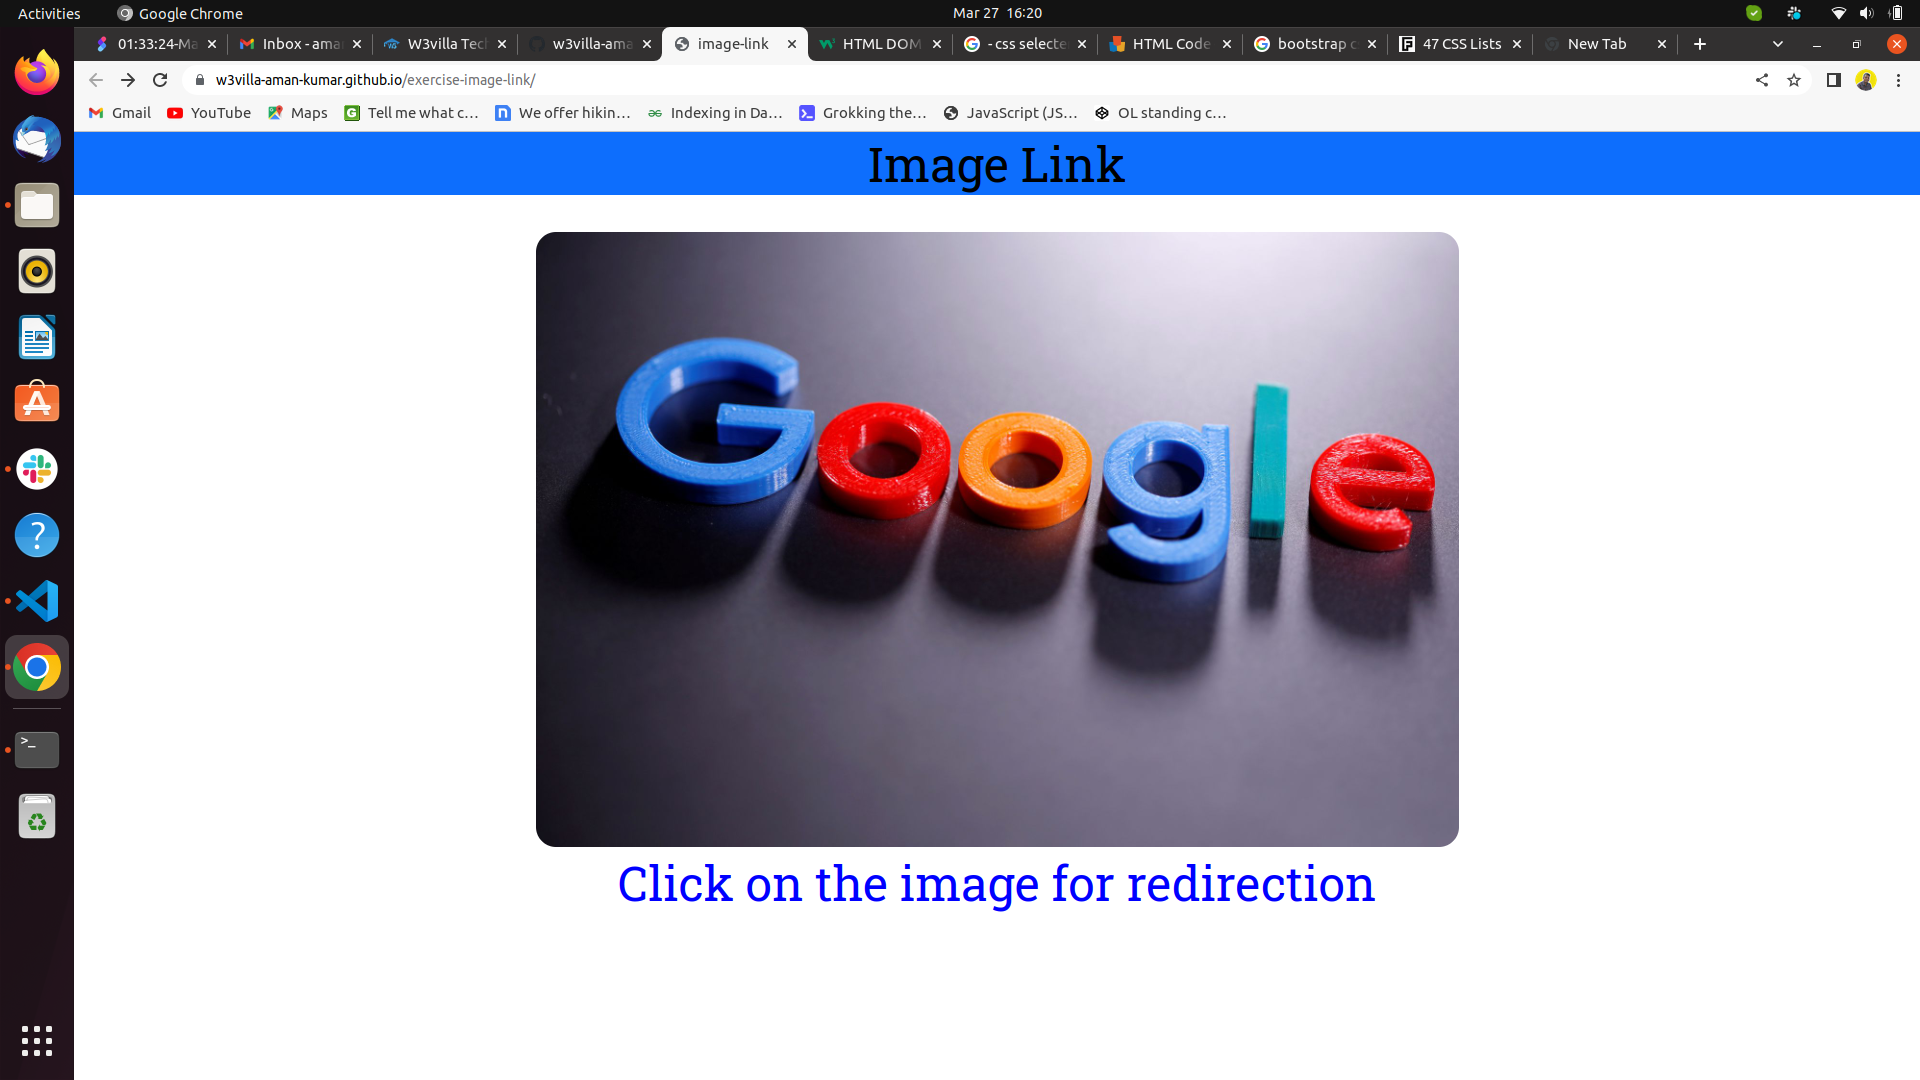 Activities
Google Chrome
Mar 27 16:20
01:33:24-Ma
Inbox - aman
W3villa Tech
w3villa-ama
image-link
HTML DOM
- css selecte
HTML Code
bootstrap c
47 CSS Lists
New Tab
w3villa-aman-kumar.github.io/exercise-image-link/
Gmail
YouTube
Maps
Tell me what c...
We offer hikin...
Indexing in Da...
Grokking the...
JavaScript (JS...
OL standing c...
Image Link
Google
Click on the image for redirection